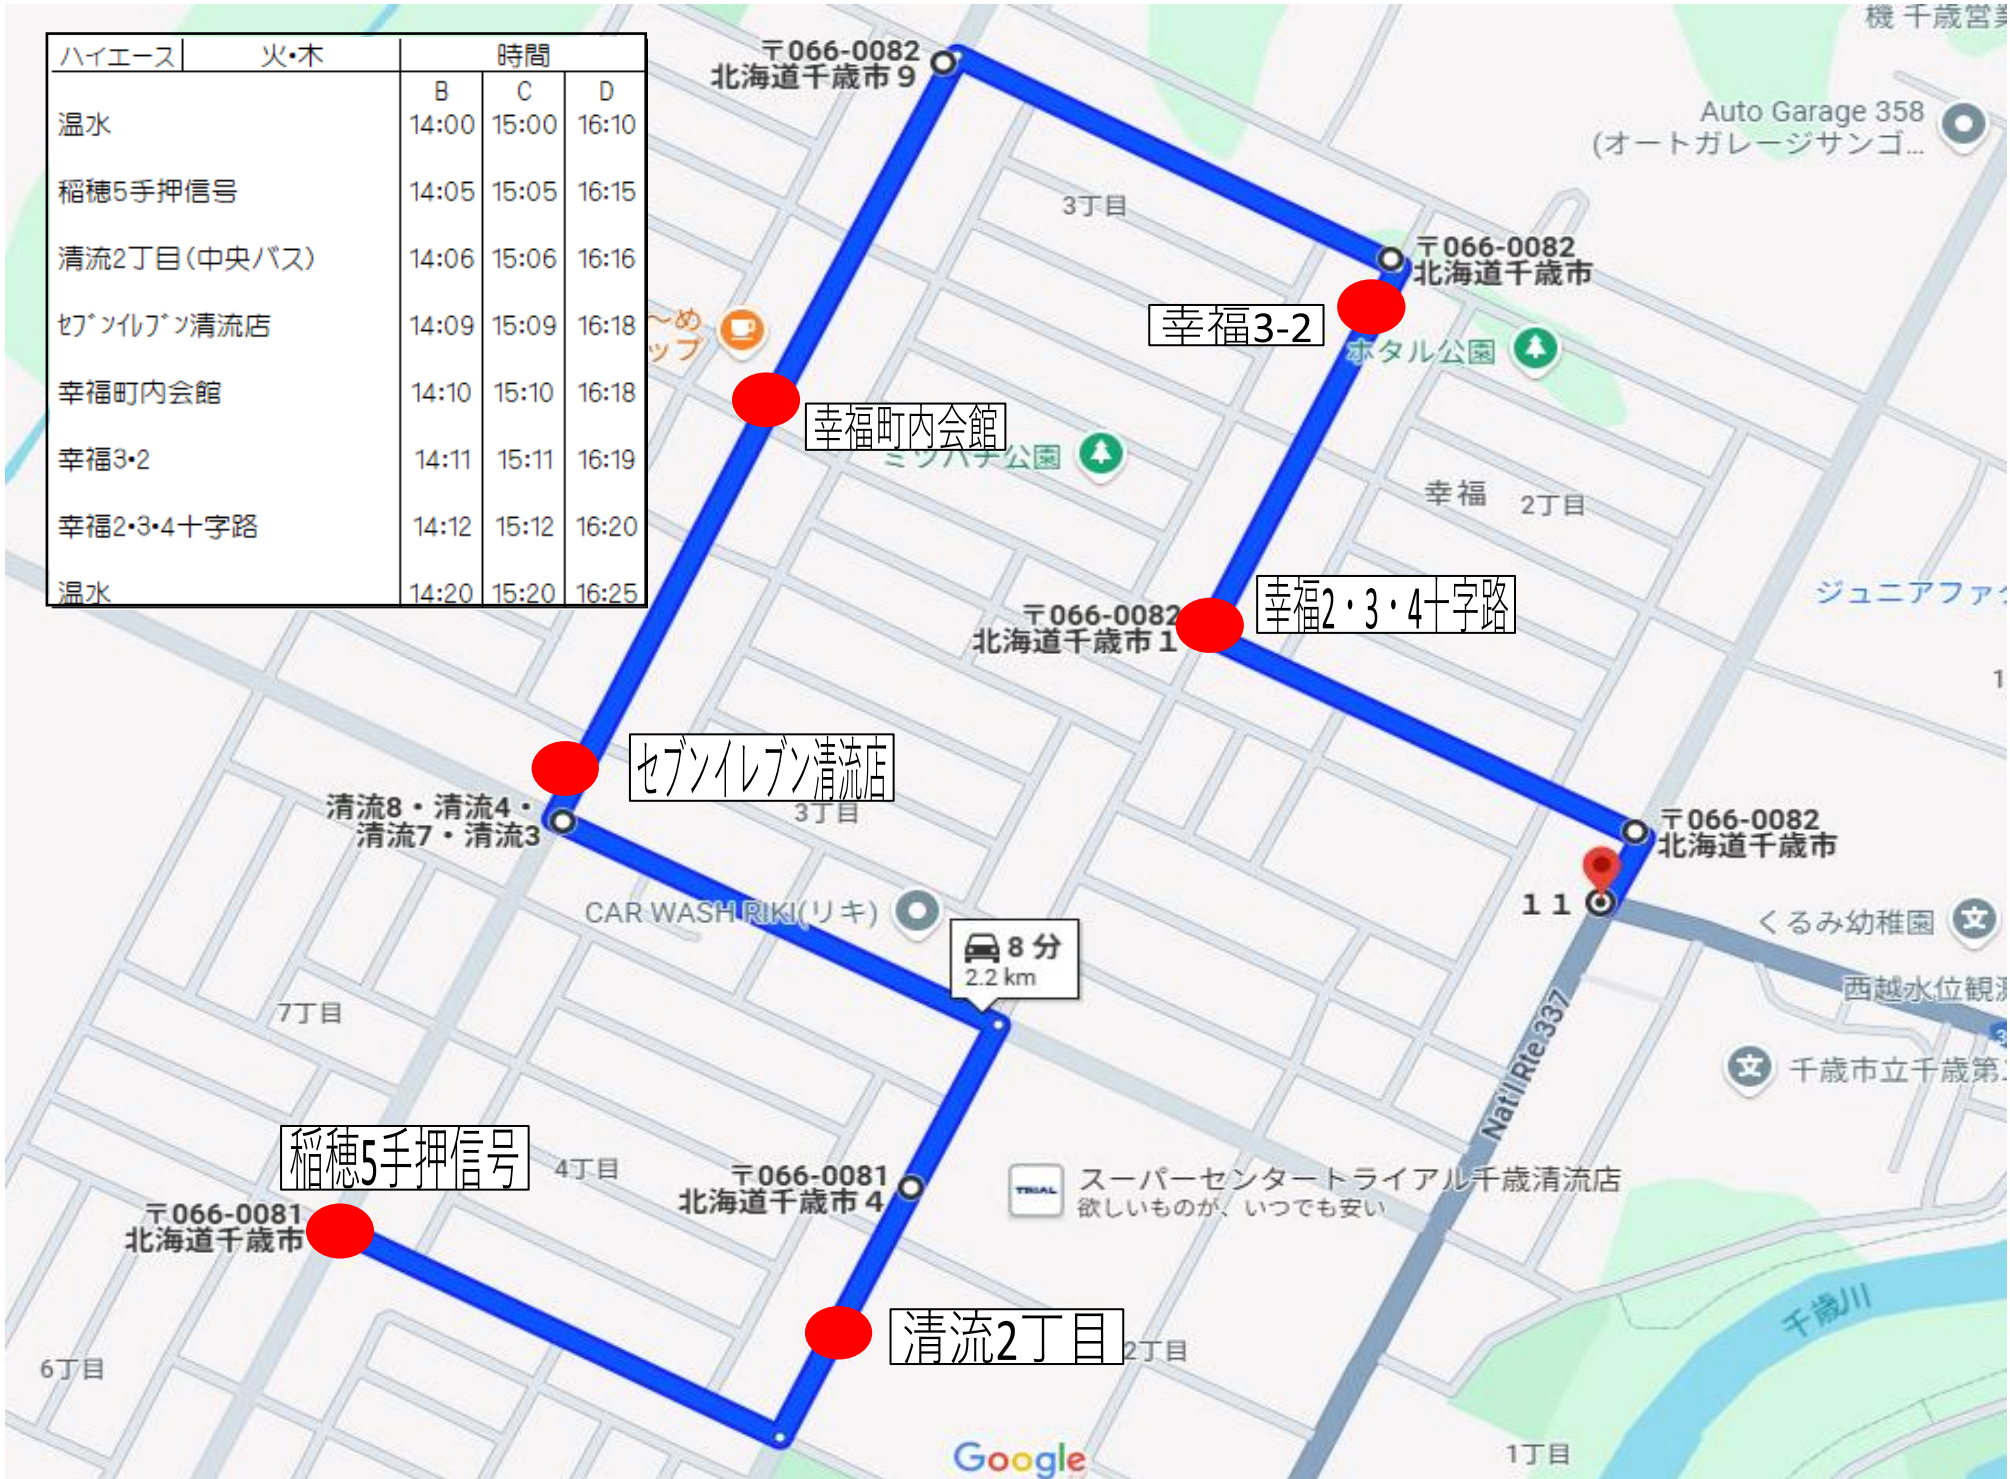 ハイエース 火・木 時間
B C D
温水 14:00 15:00 16:10
稲穂5手押信号 14:05 15:05 16:15
清流2丁目(中央バス) 14:06 15:06 16:16
セブンイレブン清流店 14:09 15:09 16:18
幸福町内会館 14:10 15:10 16:18
幸福3・2 14:11 15:11 16:19
幸福2・3・4十字路 14:12 15:12 16:20
温水 14:20 15:20 16:25
機 千歳営業
〒066-0082
北海道千歳市9
Auto Garage 358
(オートガレージサンゴ...
3丁目
〒066-0082
北海道千歳市
幸福3-2
ホタル公園
〜め
ップ
幸福町内会館
ミツバチ公園
幸福 2丁目
ジュニアファイ
幸福2・3・4十字路
〒066-0082
北海道千歳市1
1
セブンイレブン清流店
3丁目
清流8・清流4・
清流7・清流3
〒066-0082
北海道千歳市
11
くるみ幼稚園
CAR WASH RIKI(リキ)
8 分
2.2 km
西越水位観測
7丁目
Nat'l Rte 337
千歳市立千歳第二
稲穂5手押信号
4丁目
〒066-0081
北海道千歳市4
TRIAL
スーパーセンタートライアル千歳清流店
欲しいものが、いつでも安い
〒066-0081
北海道千歳市
清流2丁目
2丁目
千歳川
6丁目
Google
1丁目